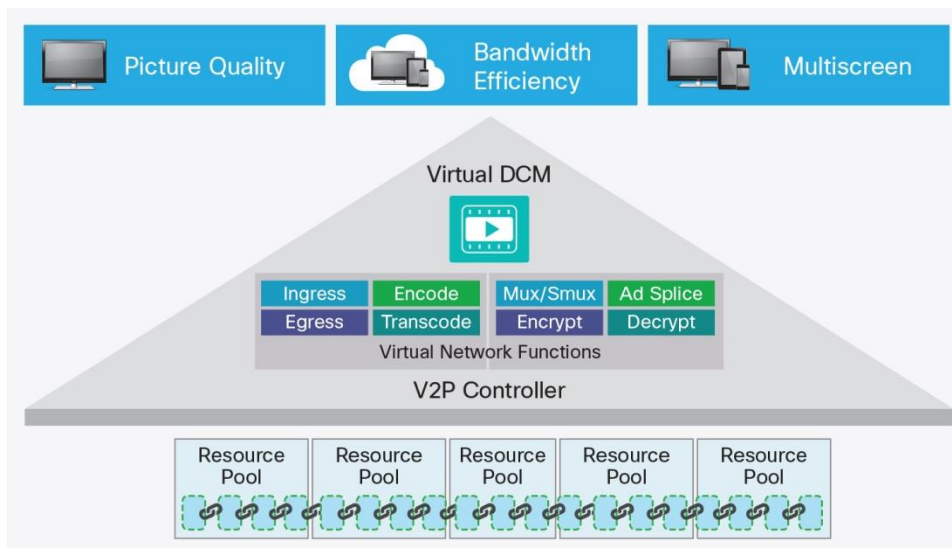 Picture Quality
Bandwidth
Efficiency
Multiscreen
Virtual DCM
Ingress
Encode
Mux/Smux
Ad Splice
Egress
Transcode
Encrypt
Decrypt
Virtual Network Functions
V2P Controller
Resource
Pool
Resource
Pool
Resource
Pool
Resource
Pool
Resource
Pool